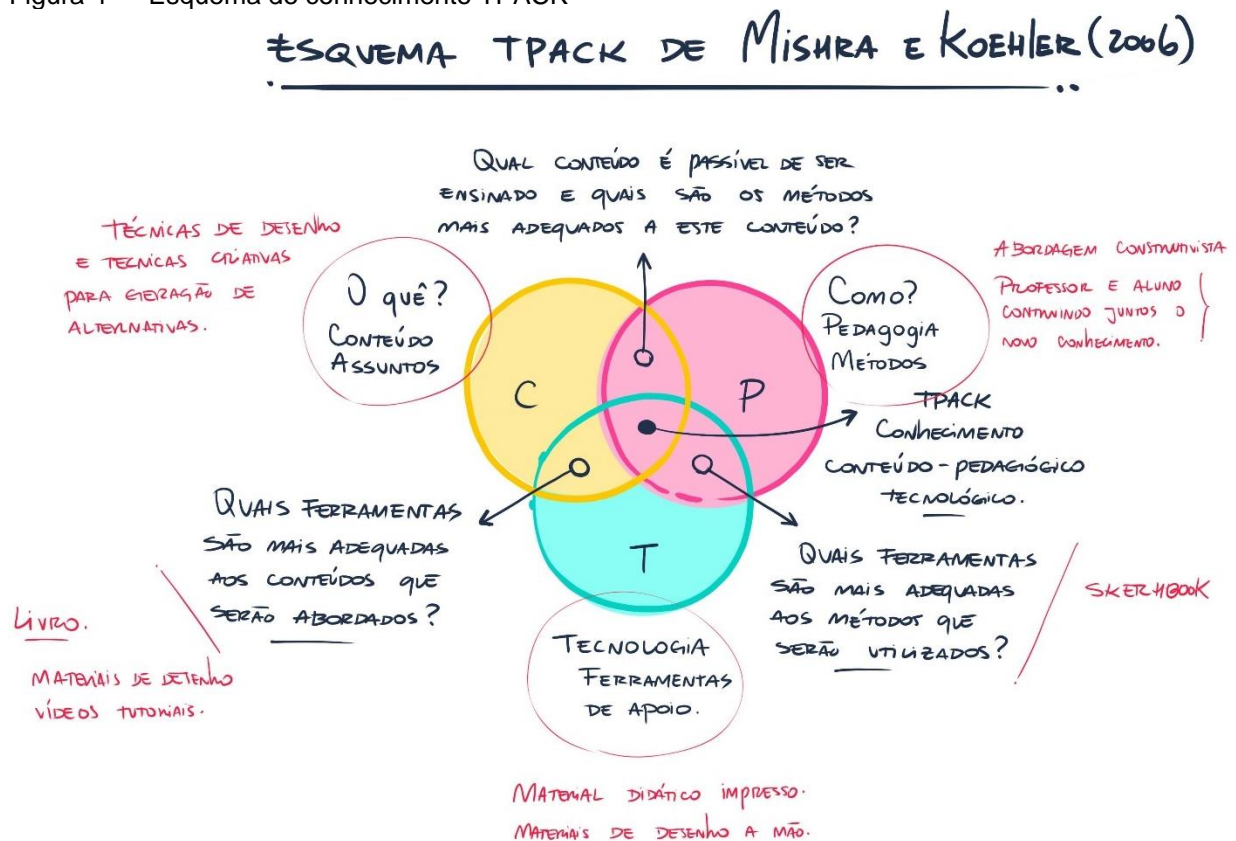 Figura 1 – Esquema do conhecimento TPACK
ESQUEMA TPACK DE MISHRA E KOEHLER (2006)
QUAL CONTEÚDO É PASSÍVEL DE SER
ENSINADO E QUAIS SÃO OS MÉTODOS
MAIS ADEQUADOS A ESTE CONTEÚDO?
TÉCNICAS DE DESENHO
E TECNICAS CRIATIVAS
PARA GERAÇÃO DE
ALTERNATIVAS.
O quê?
CONTEÚDO
ASSUNTOS
COMO?
PEDAGOGIA
MÉTODOS
ABORDAGEM CONSTRUTIVISTA
PROFESSOR E ALUNO
CONSTRUINDO JUNTOS O
NOVO CONHECIMENTO.
C
P
T
TPACK
CONHECIMENTO
CONTEÚDO-PEDAGÓGICO
TECNOLÓGICO.
QUAIS FERRAMENTAS
SÃO MAIS ADEQUADAS
AOS CONTEÚDOS QUE
SERÃO ABORDADOS?
LIVRO.
MATERIAIS DE DESENHO
VÍDEOS TUTORIAIS.
QUAIS FERRAMENTAS
SÃO MAIS ADEQUADAS
AOS MÉTODOS QUE
SERÃO UTILIZADOS?
SKERHBOOK
TECNOLOGIA
FERRAMENTAS
DE APOIO.
MATERIAL DIDÁTICO IMPRESSO.
MATERIAIS DE DESENHO A MÃO.